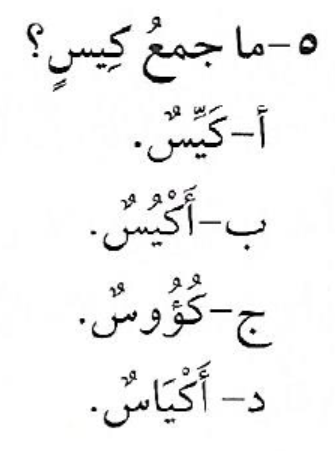 ٥-ما جمعُ كِيسٍ؟
أ-كَيِّسٌ.
ب-أَكْيُسٌ.
ج-كُؤُوسٌ.
د- أَكْيَاسٌ.